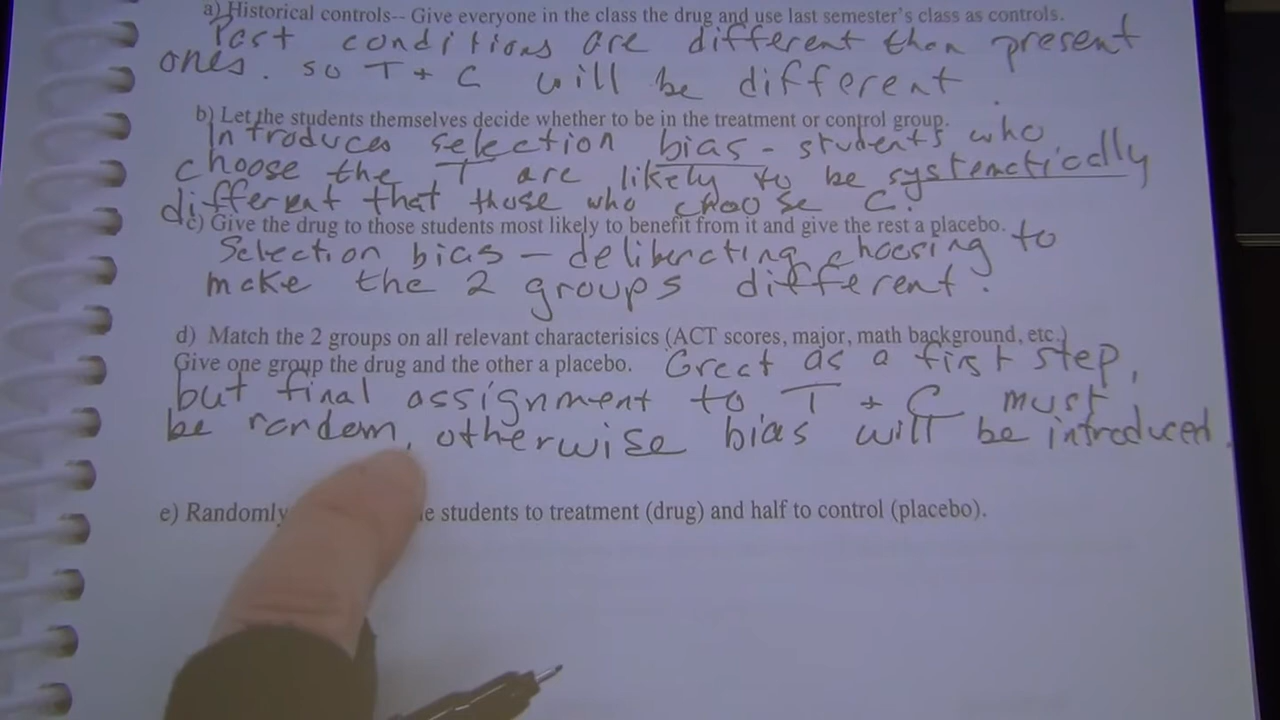 a) Historical controls-- Give everyone in the class the drug and use last semester's class as controls.
Past conditions are different than present
ones. so T + C will be different.
b) Let the students themselves decide whether to be in the treatment or control group.
Introduces selection bias - students who
choose the T are likely to be systematically
different that those who choose C.
c) Give the drug to those students most likely to benefit from it and give the rest a placebo.
Selection bias — deliberating choosing to
make the 2 groups different.
d) Match the 2 groups on all relevant characterisics (ACT scores, major, math background, etc.)
Give one group the drug and the other a placebo. Great as a first step,
but final assignment to T + C must
be random, otherwise bias will be introduced.
e) Randomly e students to treatment (drug) and half to control (placebo).